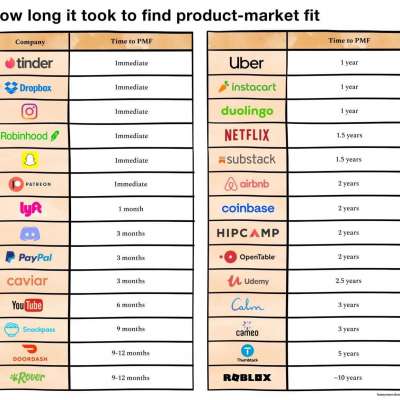 ow long it took to find product-market fit
Company Time to PMF
tinder Immediate
Dropbox Immediate
Immediate
Robinhood Immediate
Immediate
PATREON Immediate
lyft 1 month
3 months
PayPal 3 months
caviar 3 months
YouTube 6 months
Snackpass 9 months
DOORDASH 9-12 months
Rover 9-12 months
Time to PMF
Uber 1 year
instacart 1 year
duolingo 1 year
NETFLIX 1.5 years
substack 1.5 years
airbnb 2 years
coinbase 2 years
HIPCAMP 2 years
OpenTable 2 years
Udemy 2.5 years
Calm 3 years
cameo 3 years
Thumbtack 5 years
ROBLOX ~10 years